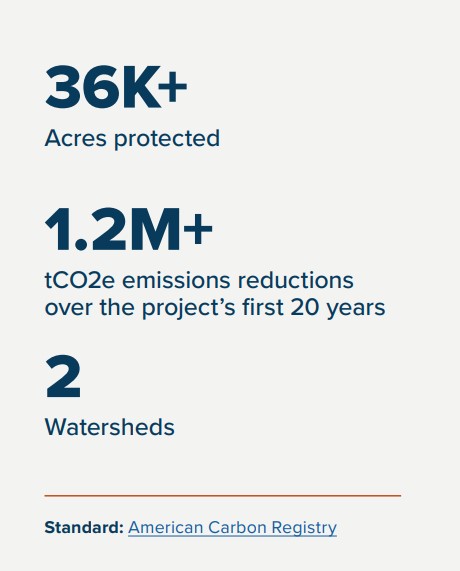 36K+
Acres protected
1.2M+
tCO2e emissions reductions
over the project’s first 20 years
2
Watersheds
Standard: American Carbon Registry